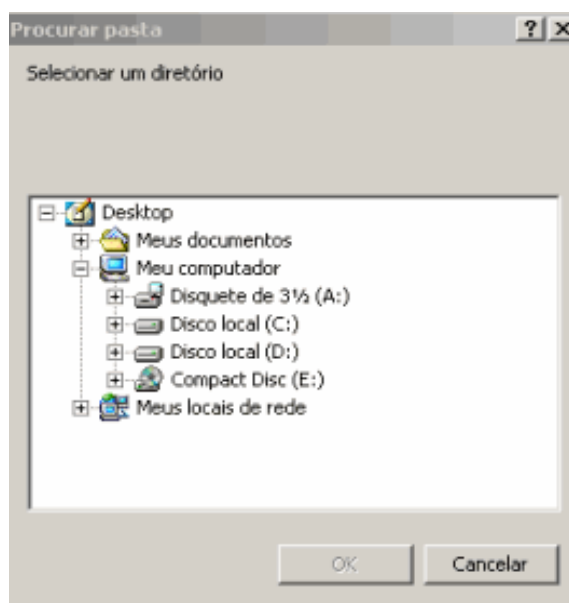 Procurar pasta
Selecionar um diretório
Desktop
Meus documentos
Meu computador
Disquete de 3½ (A:)
Disco local (C:)
Disco local (D:)
Compact Disc (E:)
Meus locais de rede
OK
Cancelar